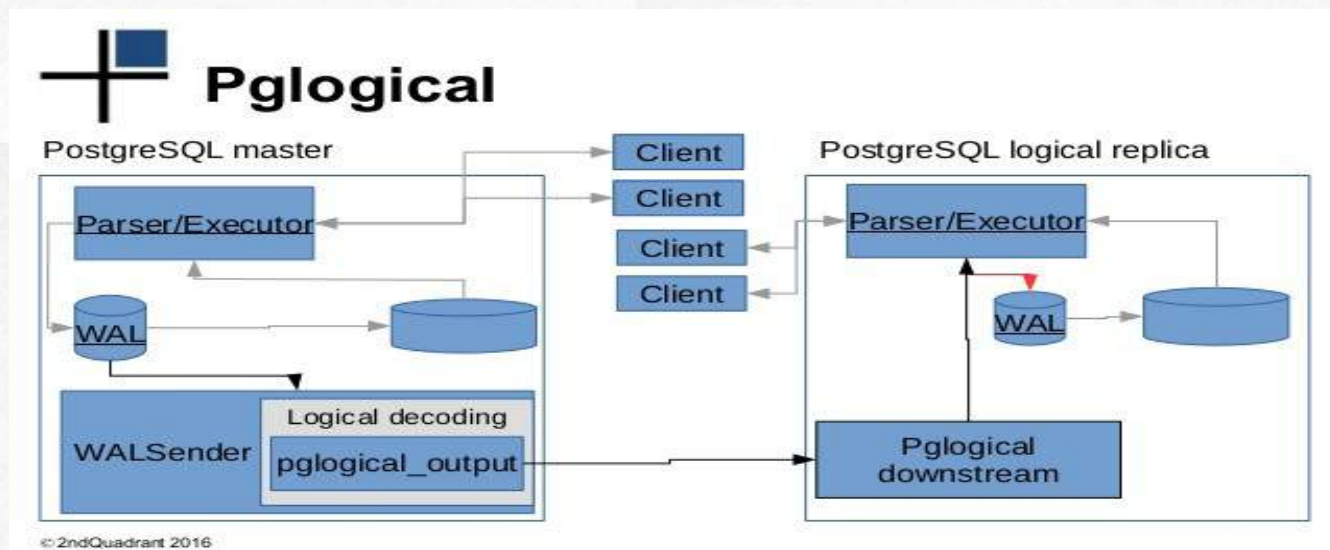 Pglogical
PostgreSQL master
Parser/Executor
WAL
WALSender
Logical decoding
pglogical_output
Client
Client
Client
Client
PostgreSQL logical replica
Parser/Executor
WAL
Pglogical
downstream
© 2ndQuadrant 2016